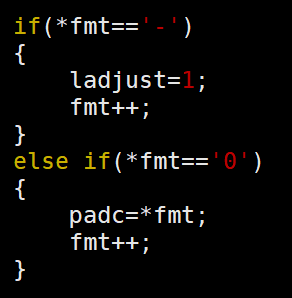 if(*fmt=='-')
{
    ladjust=1;
    fmt++;
}
else if(*fmt=='0')
{
    padc=*fmt;
    fmt++;
}